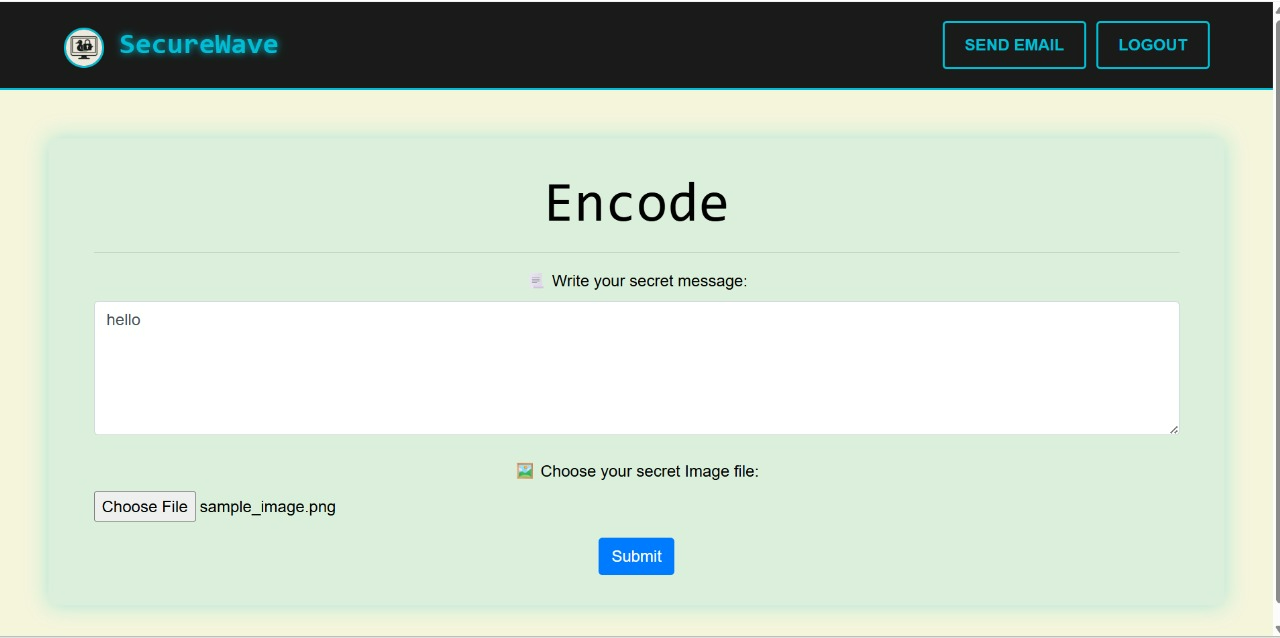 SecureWave
SEND EMAIL
LOGOUT
Encode
Write your secret message:
hello
Choose your secret Image file:
Choose File sample_image.png
Submit